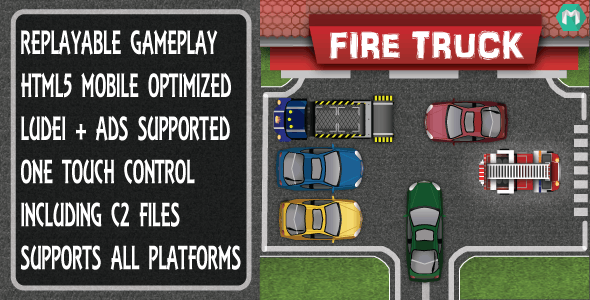 REPLAYABLE GAMEPLAY
HTML5 MOBILE OPTIMIZED
LUDEI + ADS SUPPORTED
ONE TOUCH CONTROL
INCLUDING C2 FILES
SUPPORTS ALL PLATFORMS
FIRE TRUCK
M